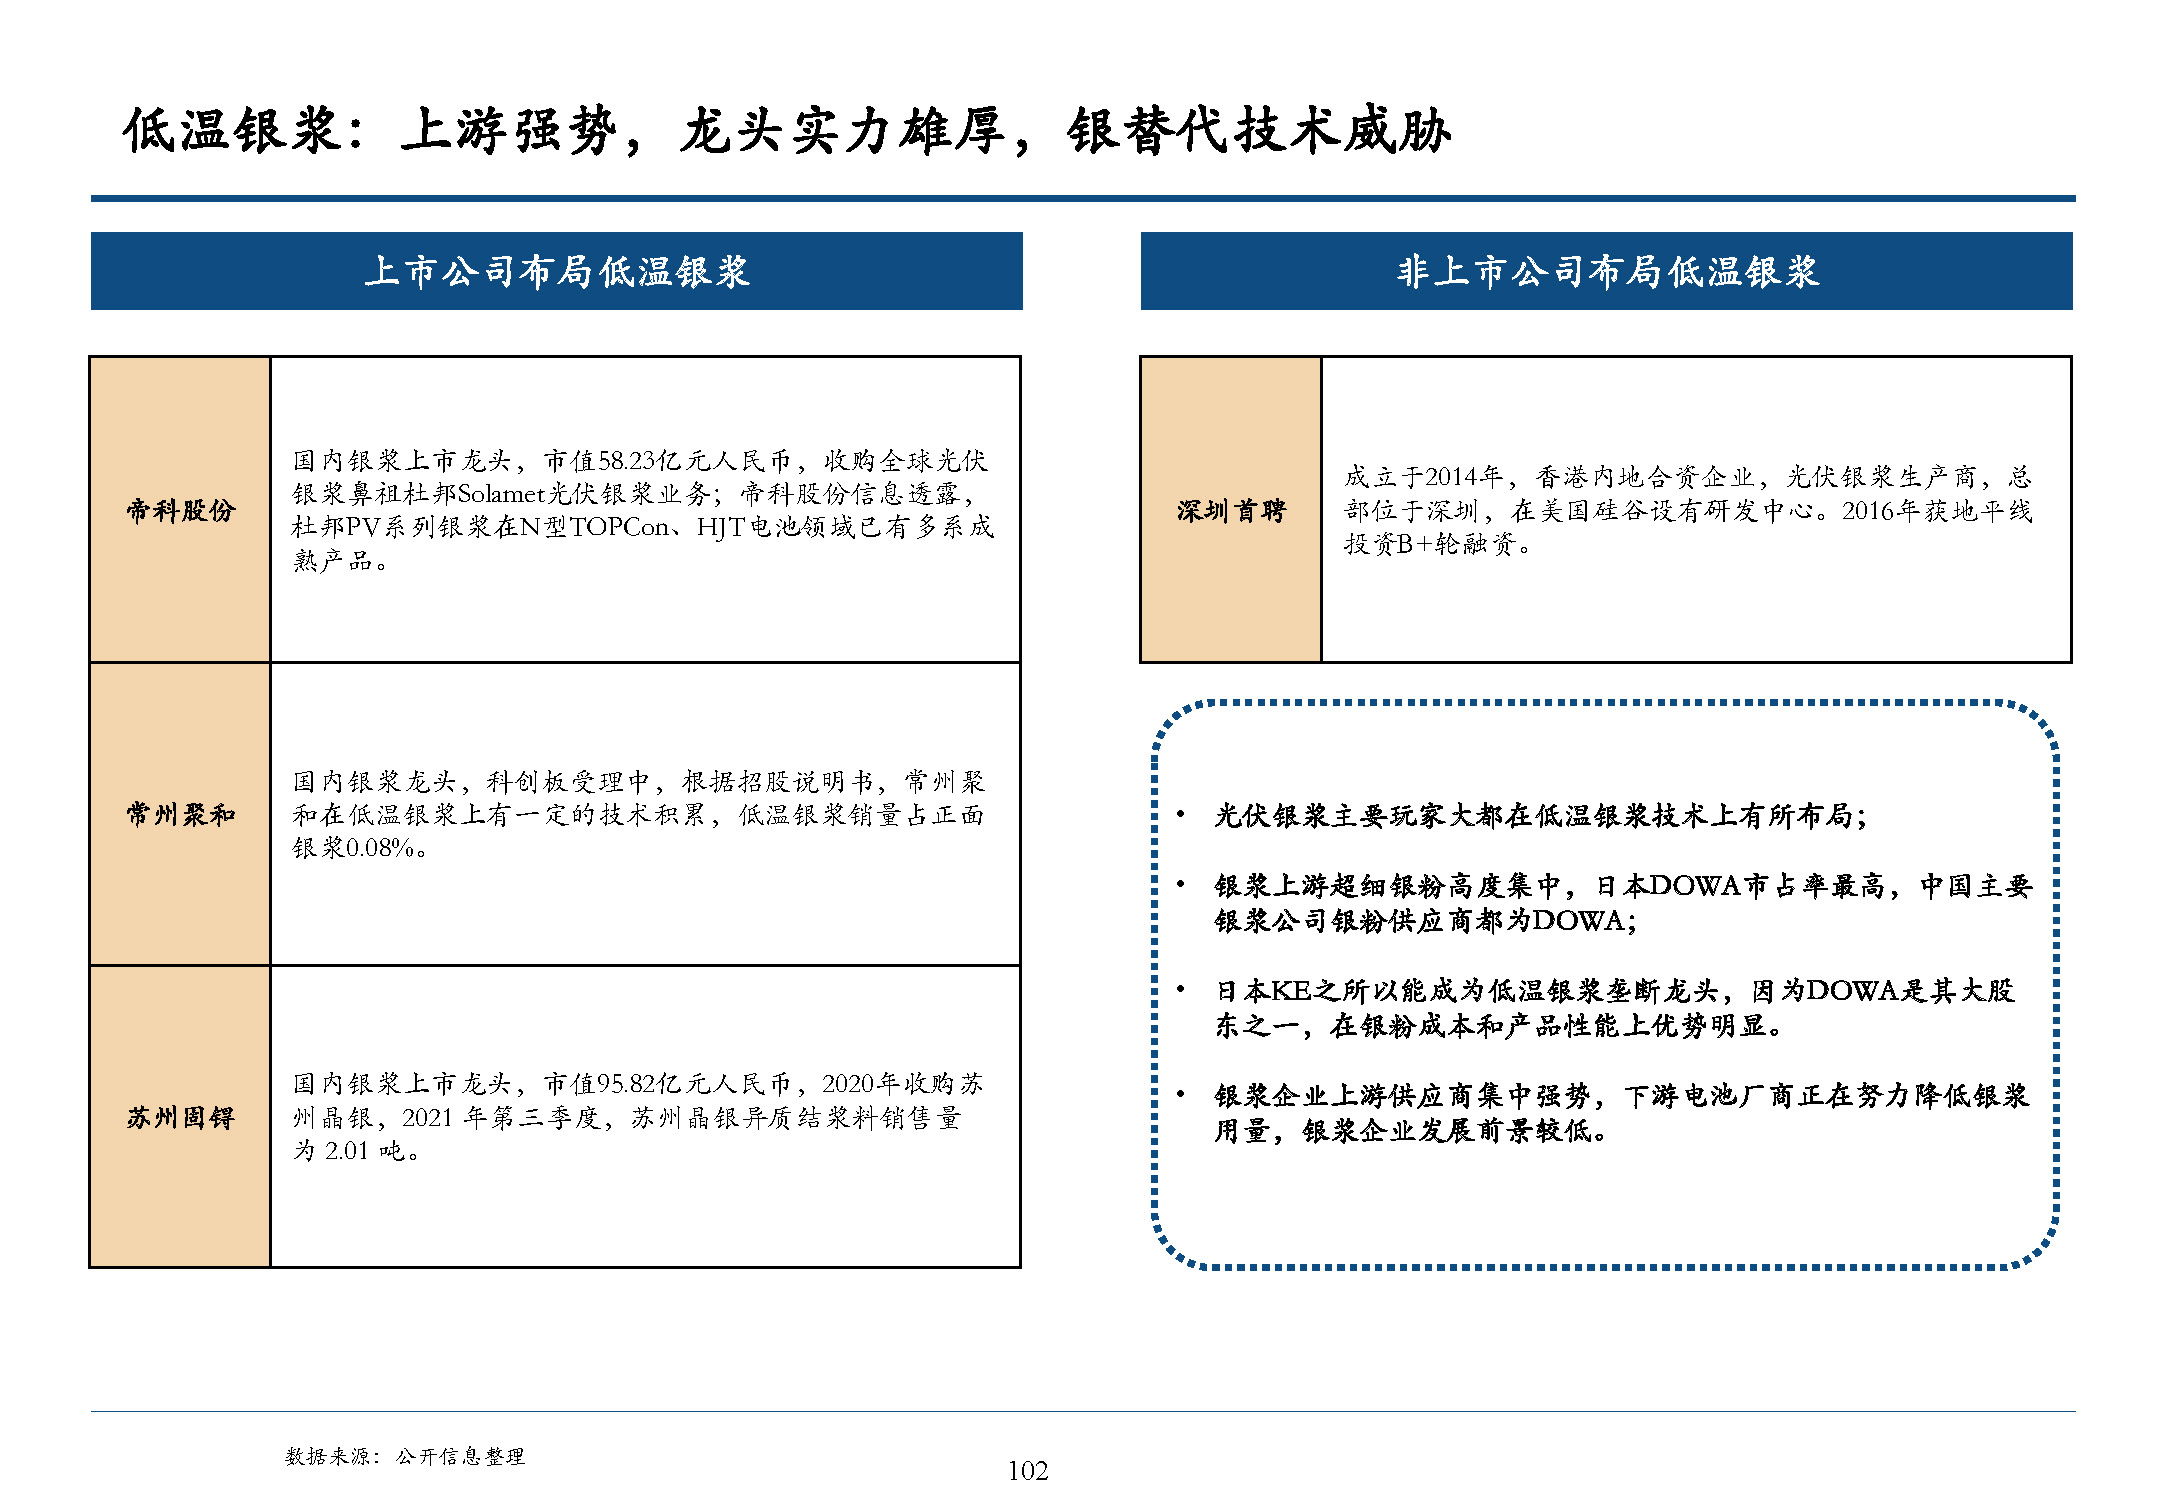 低温银浆：上游强势，龙头实力雄厚，银替代技术威胁
上市公司布局低温银浆
帝科股份
国内银浆上市龙头，市值58.23亿元人民币，收购全球光伏
银浆鼻祖杜邦Solamet光伏银浆业务；帝科股份信息透露，
杜邦PV系列银浆在N型TOPCon、HJT电池领域已有多系成
熟产品。
常州聚和
国内银浆龙头，科创板受理中，根据招股说明书，常州聚
和在低温银浆上有一定的技术积累，低温银浆销量占正面
银浆0.08%。
苏州固锝
国内银浆上市龙头，市值95.82亿元人民币，2020年收购苏
州晶银，2021 年第三季度，苏州晶银异质结浆料销售量
为 2.01 吨。
非上市公司布局低温银浆
深圳首聘
成立于2014年，香港内地合资企业，光伏银浆生产商，总
部位于深圳，在美国硅谷设有研发中心。2016年获地平线
投资B+轮融资。
• 光伏银浆主要玩家大都在低温银浆技术上有所布局；
• 银浆上游超细银粉高度集中，日本DOWA市占率最高，中国主要
银浆公司银粉供应商都为DOWA；
• 日本KE之所以能成为低温银浆垄断龙头，因为DOWA是其大股
东之一，在银粉成本和产品性能上优势明显。
• 银浆企业上游供应商集中强势，下游电池厂商正在努力降低银浆
用量，银浆企业发展前景较低。
数据来源：公开信息整理
102